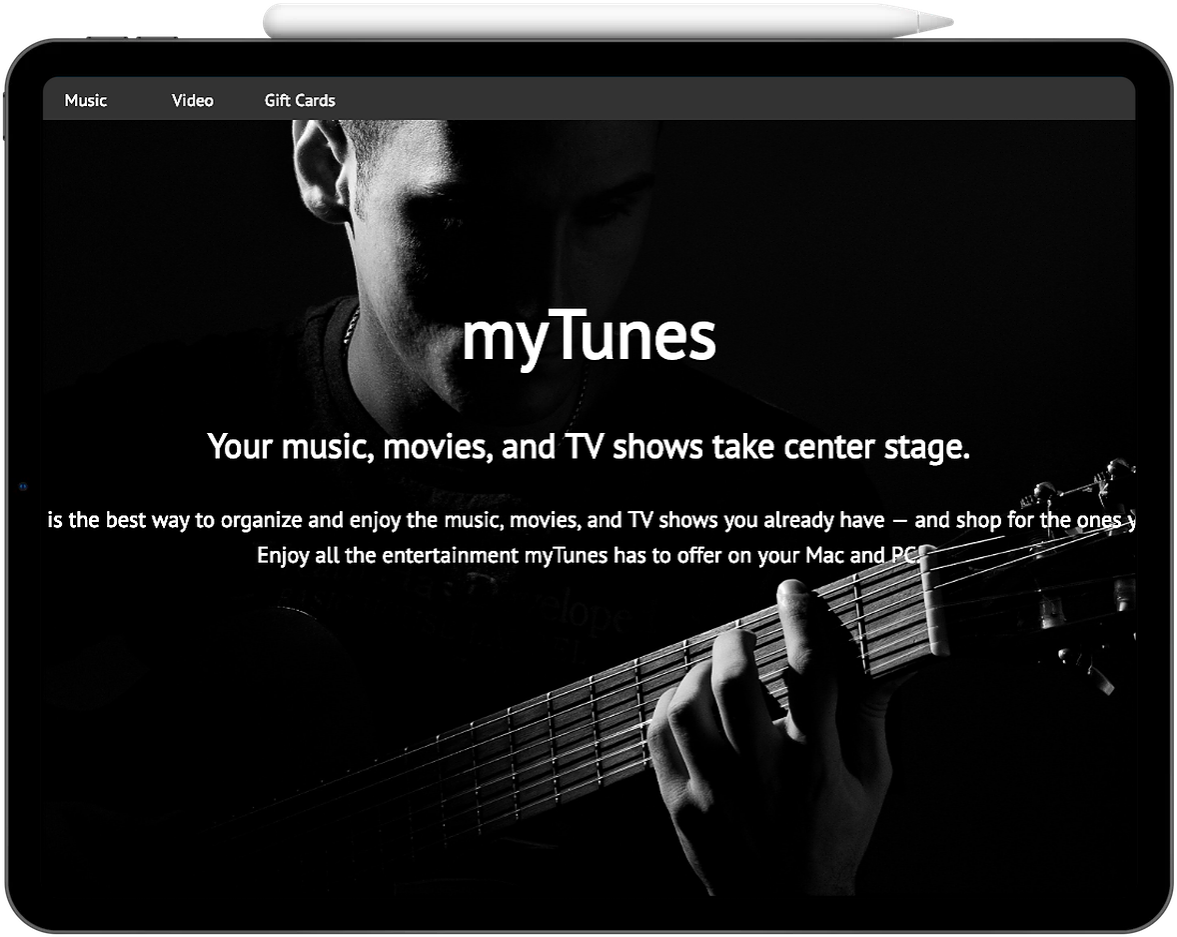 Music Video Gift Cards
myTunes
Your music, movies, and TV shows take center stage.
is the best way to organize and enjoy the music, movies, and TV shows you already have — and shop for the ones
Enjoy all the entertainment myTunes has to offer on your Mac and PC.